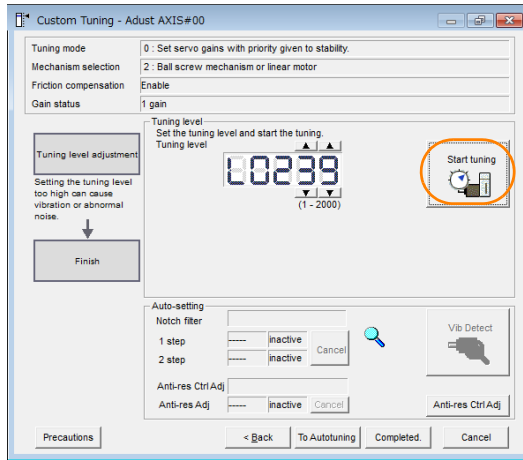 Custom Tuning - Adust AXIS#00
Tuning mode
0 : Set servo gains with priority given to stability.
Mechanism selection
2 : Ball screw mechanism or linear motor
Friction compensation
Enable
Gain status
1 gain
Tuning level adjustment
Setting the tuning level
too high can cause
vibration or abnormal
noise.
Finish
Tuning level
Set the tuning level and start the tuning.
Tuning level
L0239
(1 - 2000)
Start tuning
Auto-setting
Notch filter
1 step
-----
inactive
2 step
-----
inactive
Cancel
Anti-res Ctrl Adj
Anti-res Adj
-----
inactive
Cancel
Vib Detect
Anti-res Ctrl Adj
Precautions
< Back
To Autotuning
Completed.
Cancel